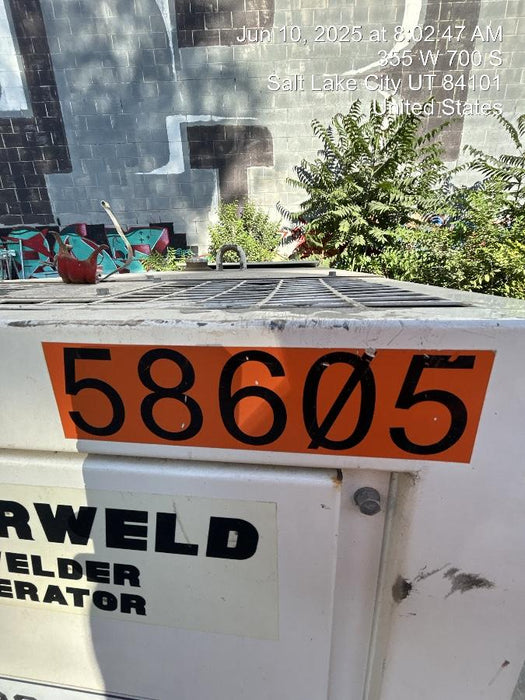 Jun 10, 2025 at 8:02:47 AM
355 W 700 S
Salt Lake City UT 84101
United States
58605
RWELD
ELDER
ERATOR